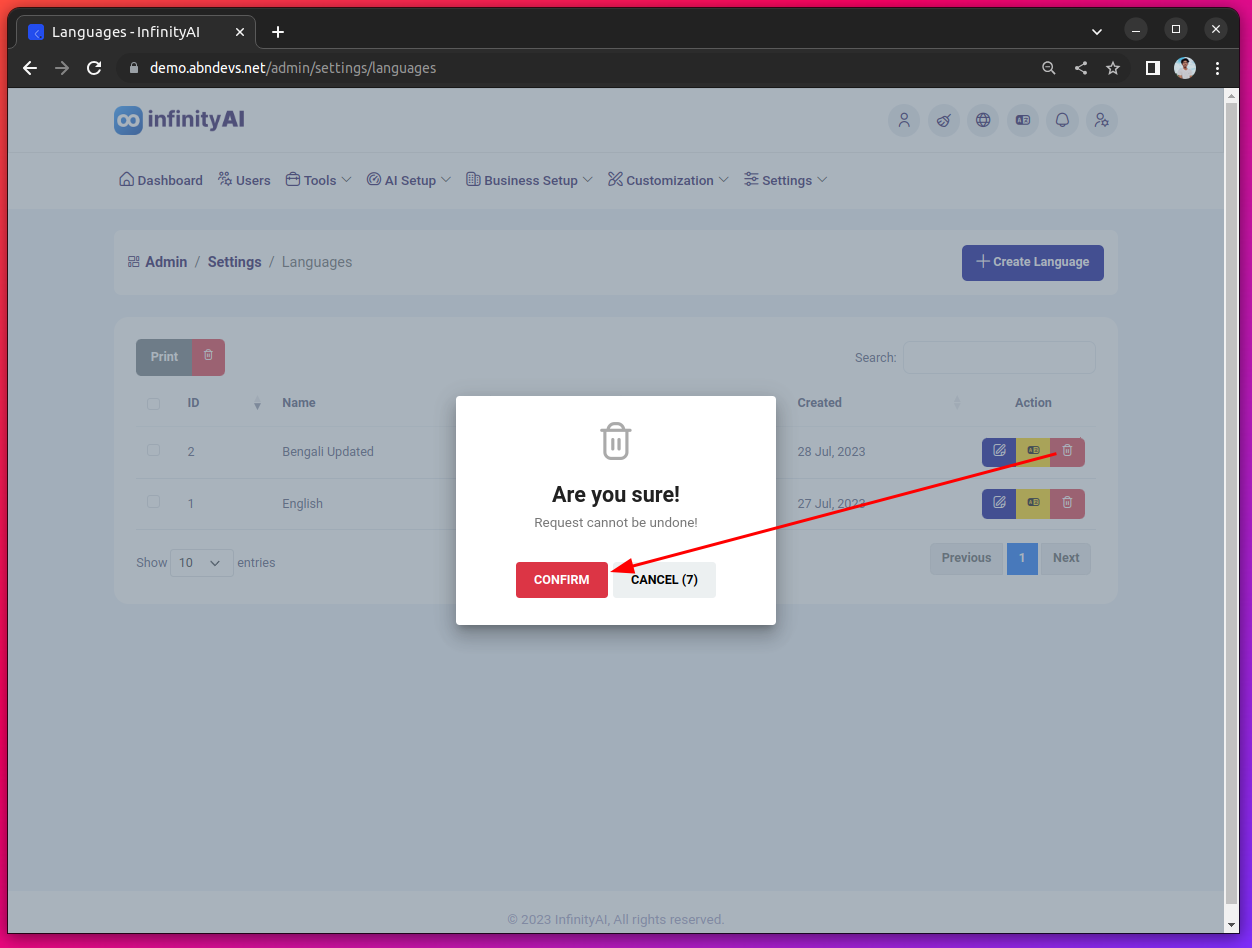 Languages - InfinityAI
demo.abndevs.net/admin/settings/languages
infinityAI
Dashboard Users Tools AI Setup Business Setup Customization Settings
Admin / Settings / Languages
Create Language
Print
Search:
ID Name Created Action
2 Bengali Updated 28 Jul, 2023
1 English 27 Jul, 2023
Are you sure!
Request cannot be undone!
CONFIRM CANCEL (7)
Show 10 entries
Previous 1 Next
© 2023 InfinityAI, All rights reserved.